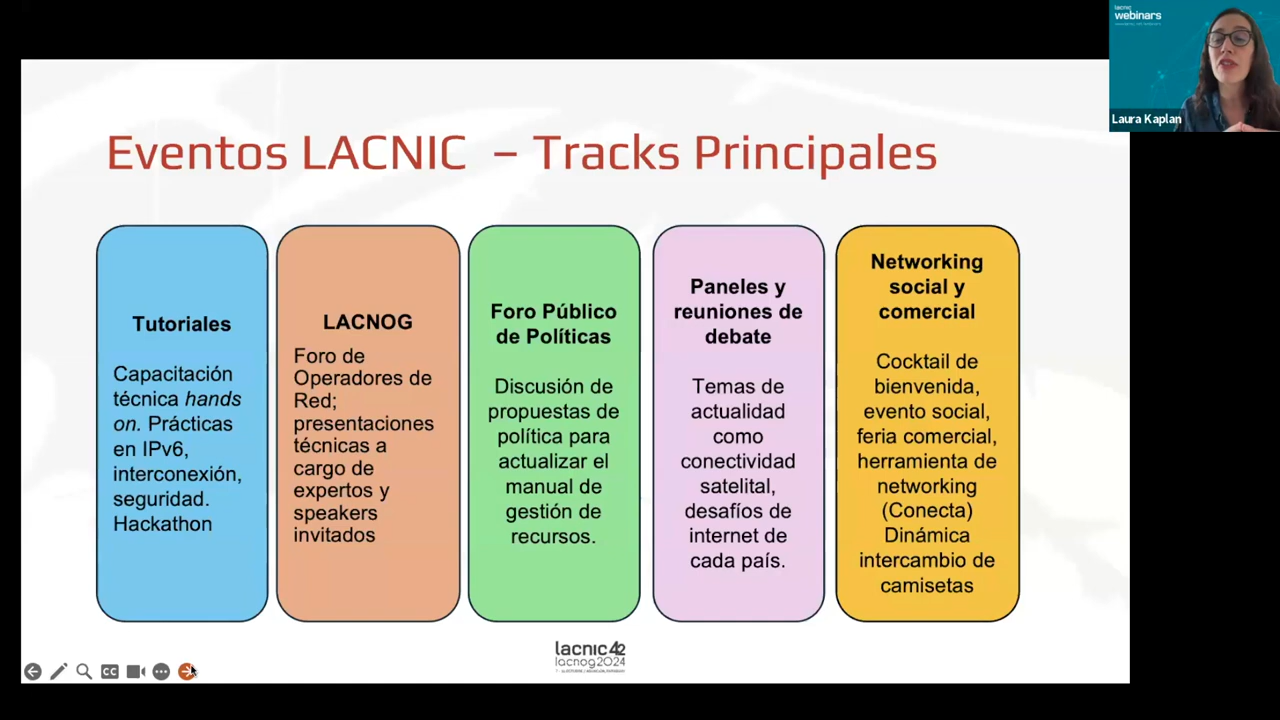 lacnic
webinars
Laura Kaplan
Eventos LACNIC – Tracks Principales
Tutoriales
Capacitación
técnica hands
on. Prácticas
en IPv6,
interconexión,
seguridad.
Hackathon
LACNOG
Foro de
Operadores de
Red;
presentaciones
técnicas a
cargo de
expertos y
speakers
invitados
Foro Público
de Políticas
Discusión de
propuestas de
política para
actualizar el
manual de
gestión de
recursos.
Paneles y
reuniones de
debate
Temas de
actualidad
como
conectividad
satelital,
desafíos de
internet de
cada país.
Networking
social y
comercial
Cocktail de
bienvenida,
evento social,
feria comercial,
herramienta de
networking
(Conecta)
Dinámica
intercambio de
camisetas
CC
lacnic42
lacnog2024